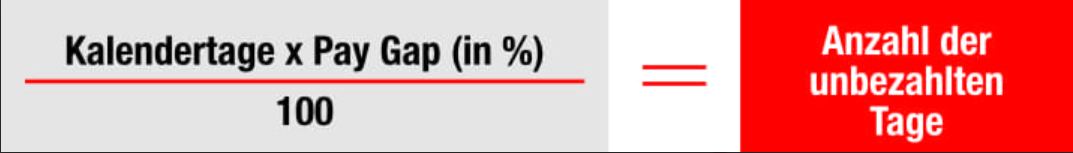 Kalendertage x Pay Gap (in %)
100
=
Anzahl der
unbezahlten
Tage